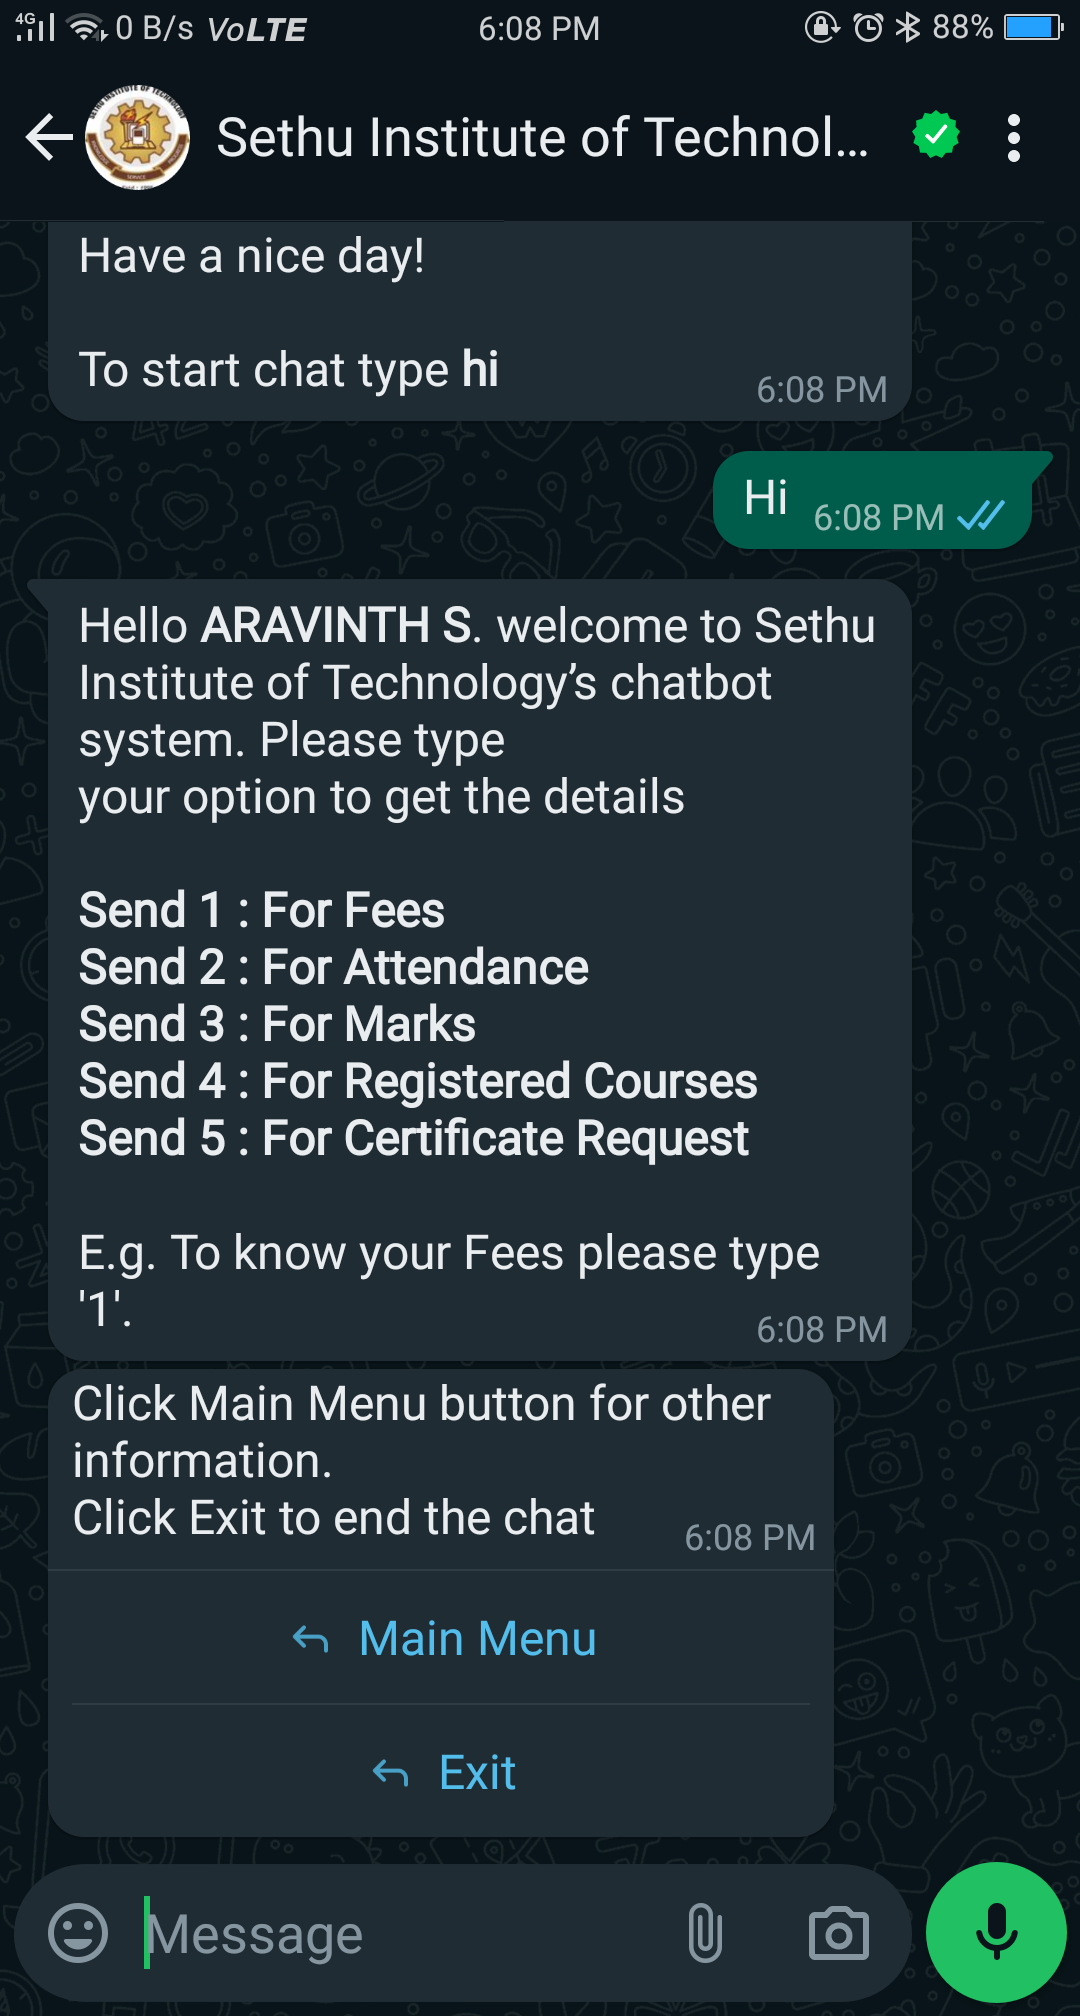 4G 0 B/s VoLTE 6:08 PM 88%
Sethu Institute of Technol...
Have a nice day!
To start chat type hi
6:08 PM
Hi 6:08 PM
Hello ARAVINTH S. welcome to Sethu
Institute of Technology's chatbot
system. Please type
your option to get the details
Send 1 : For Fees
Send 2 : For Attendance
Send 3 : For Marks
Send 4 : For Registered Courses
Send 5 : For Certificate Request
E.g. To know your Fees please type
'1'.
6:08 PM
Click Main Menu button for other
information.
Click Exit to end the chat
6:08 PM
Main Menu
Exit
Message